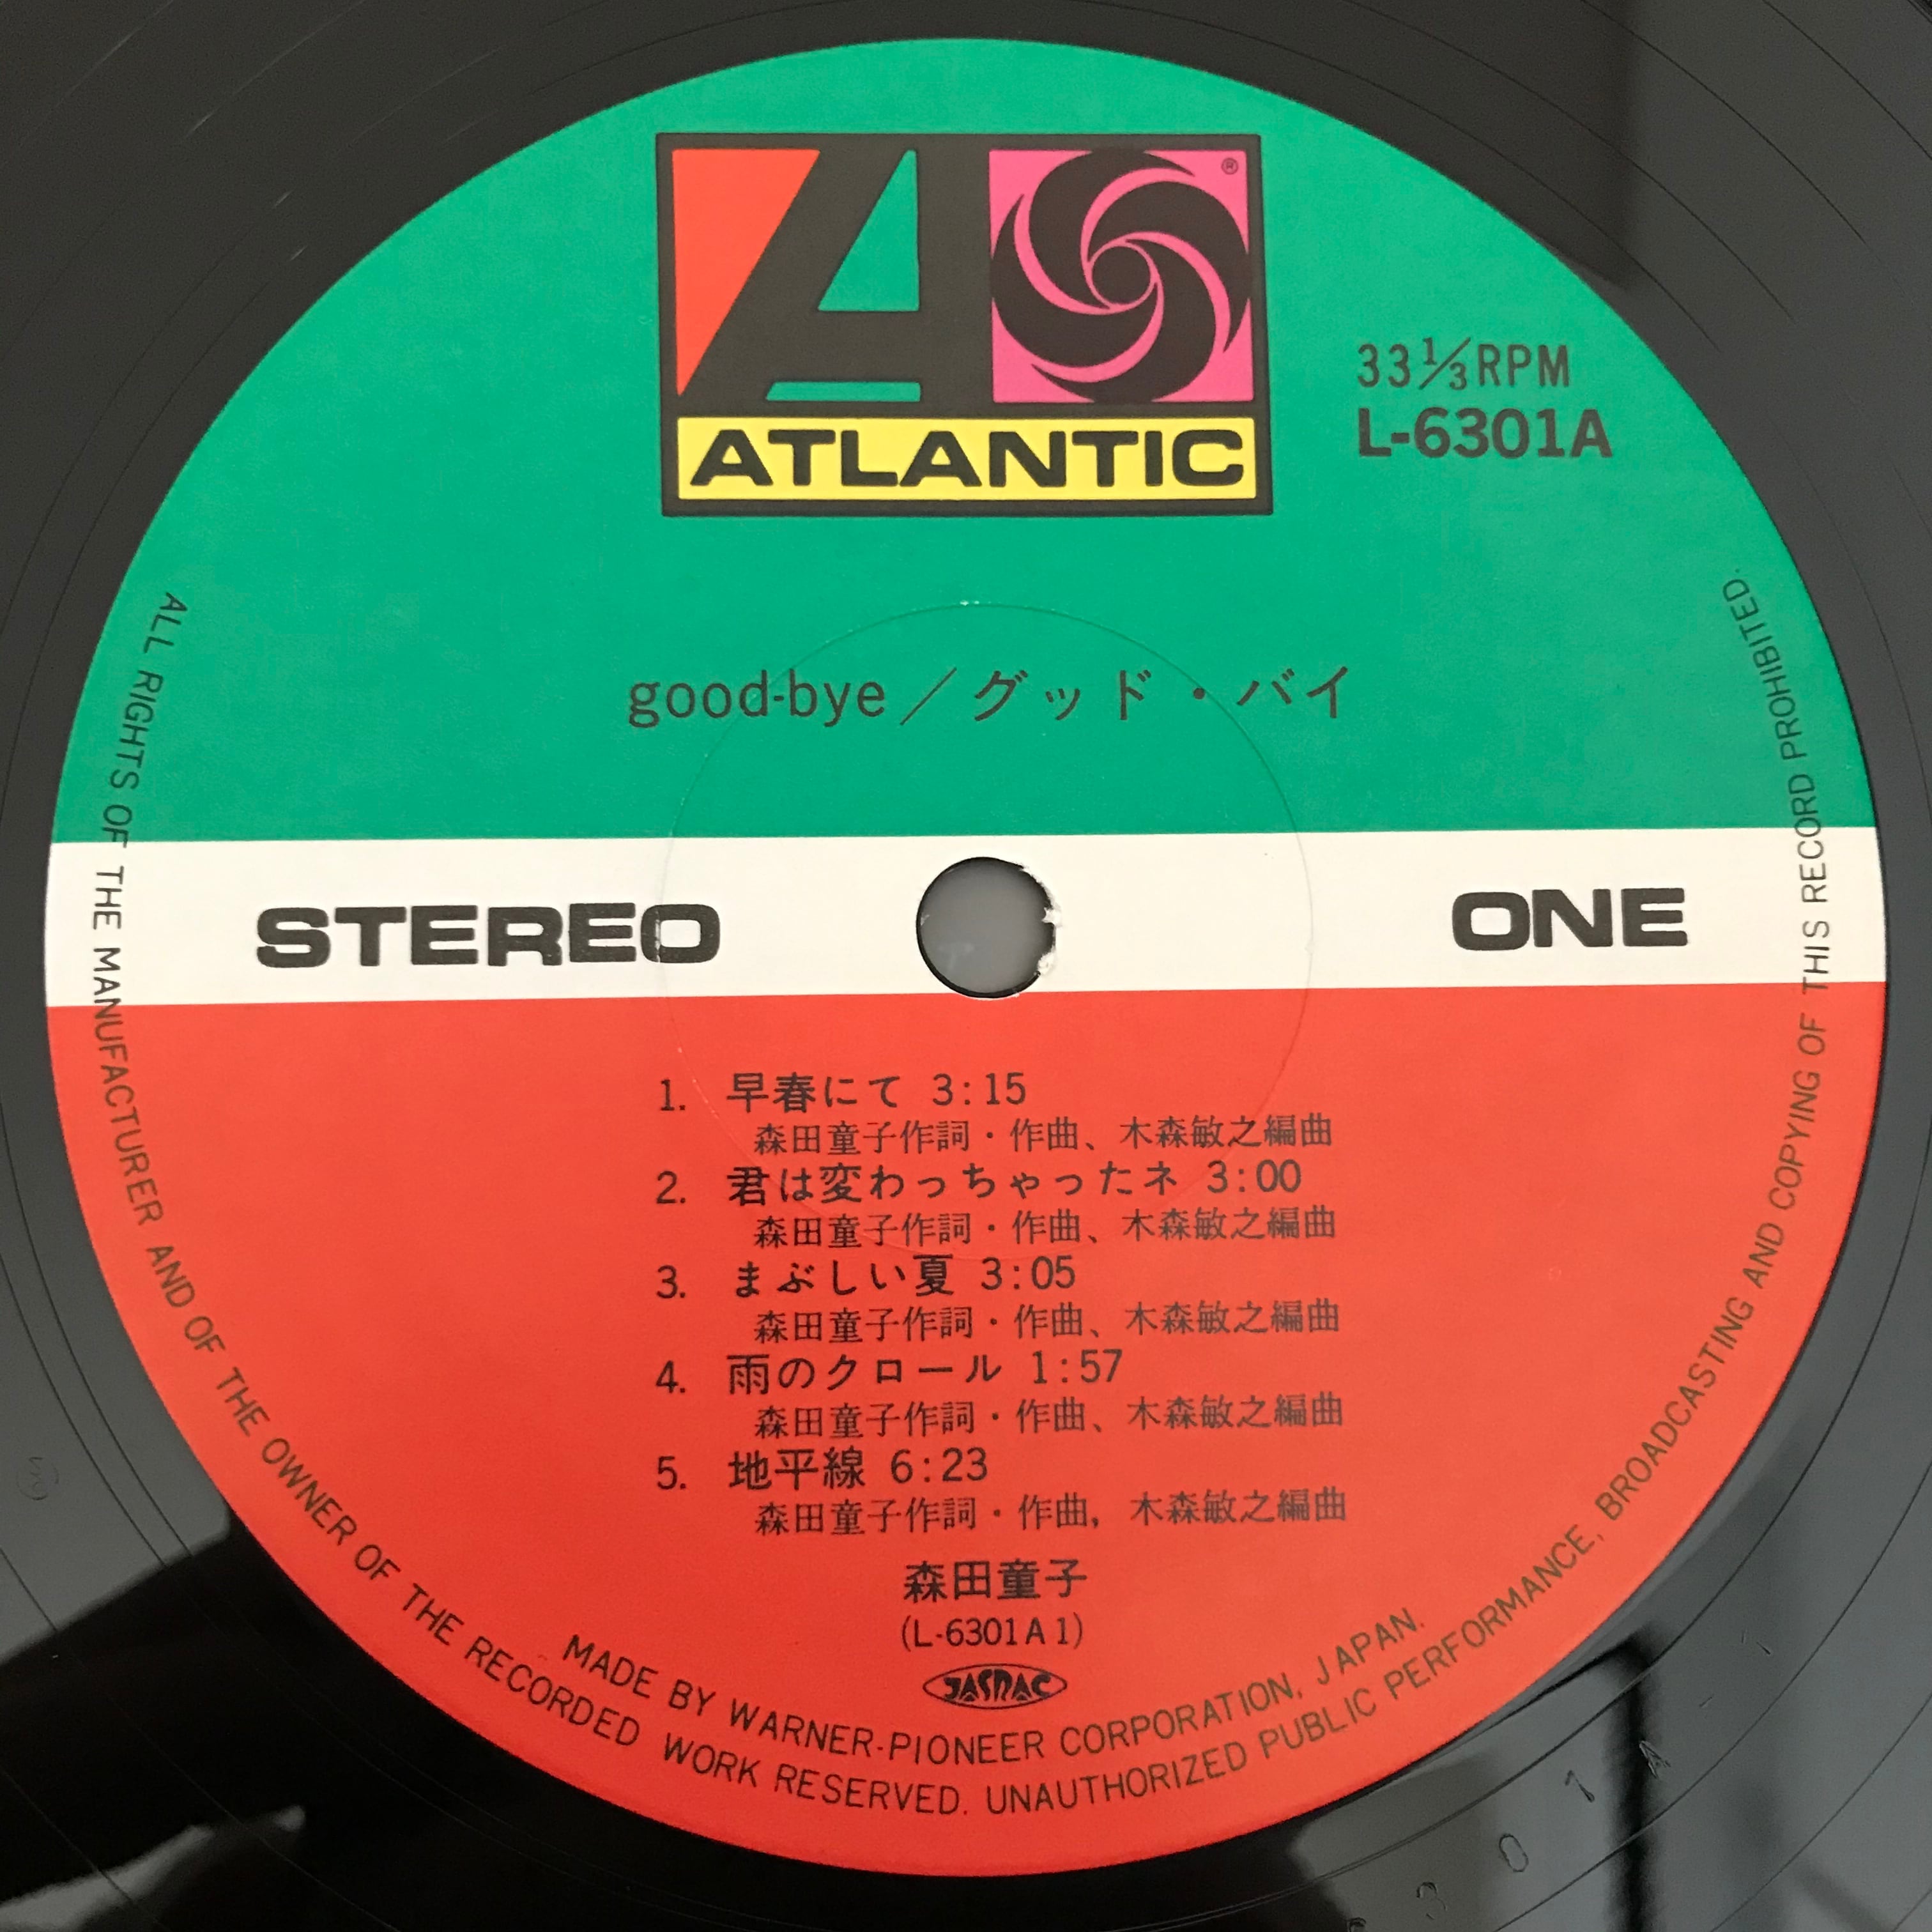 ATLANTIC
®
33⅓RPM
L-6301A
good-bye／グッド・バイ
STEREO
ONE
1. 早春にて 3:15
森田童子作詞・作曲、木森敏之編曲
2. 君は変わっちゃったネ 3:00
森田童子作詞・作曲、木森敏之編曲
3. まぶしい夏 3:05
森田童子作詞・作曲、木森敏之編曲
4. 雨のクロール 1:57
森田童子作詞・作曲、木森敏之編曲
5. 地平線 6:23
森田童子作詞・作曲，木森敏之編曲
森田童子
(L-6301A1)
JASRAC
MADE BY WARNER-PIONEER CORPORATION, JAPAN.
ALL RIGHTS OF THE MANUFACTURER AND OF THE OWNER OF THE RECORDED WORK RESERVED. UNAUTHORIZED PUBLIC PERFORMANCE, BROADCASTING AND COPYING OF THIS RECORD PROHIBITED.